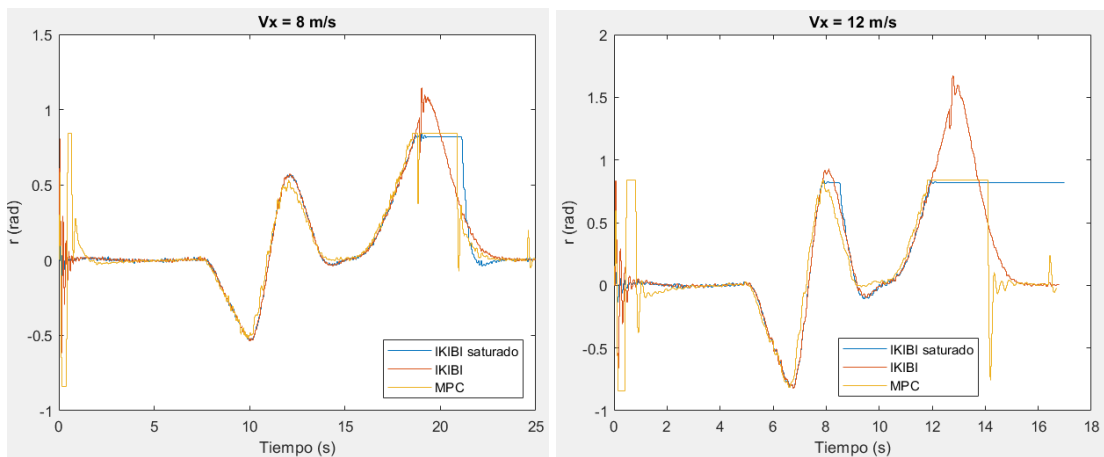 Vx = 8 m/s
r (rad)
1.5
1
0.5
0
-0.5
-1
0
5
10
15
20
25
Tiempo (s)
IKIBI saturado
IKIBI
MPC
Vx = 12 m/s
r (rad)
2
1.5
1
0.5
0
-0.5
-1
0
2
4
6
8
10
12
14
16
18
Tiempo (s)
IKIBI saturado
IKIBI
MPC